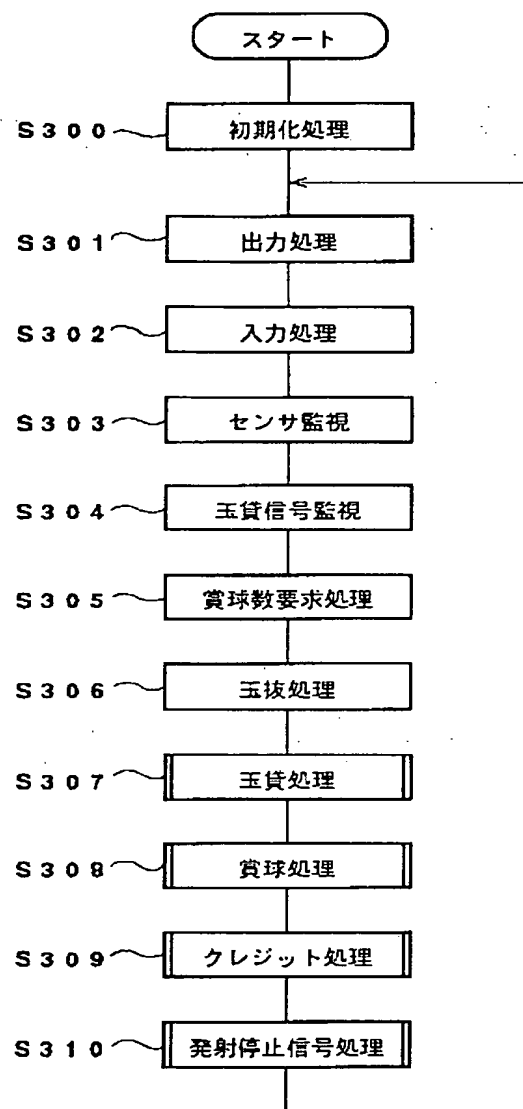 スタート
S300 初期化処理
S301 出力処理
S302 入力処理
S303 センサ監視
S304 玉貸信号監視
S305 賞球数要求処理
S306 玉抜処理
S307 玉貸処理
S308 賞球処理
S309 クレジット処理
S310 発射停止信号処理